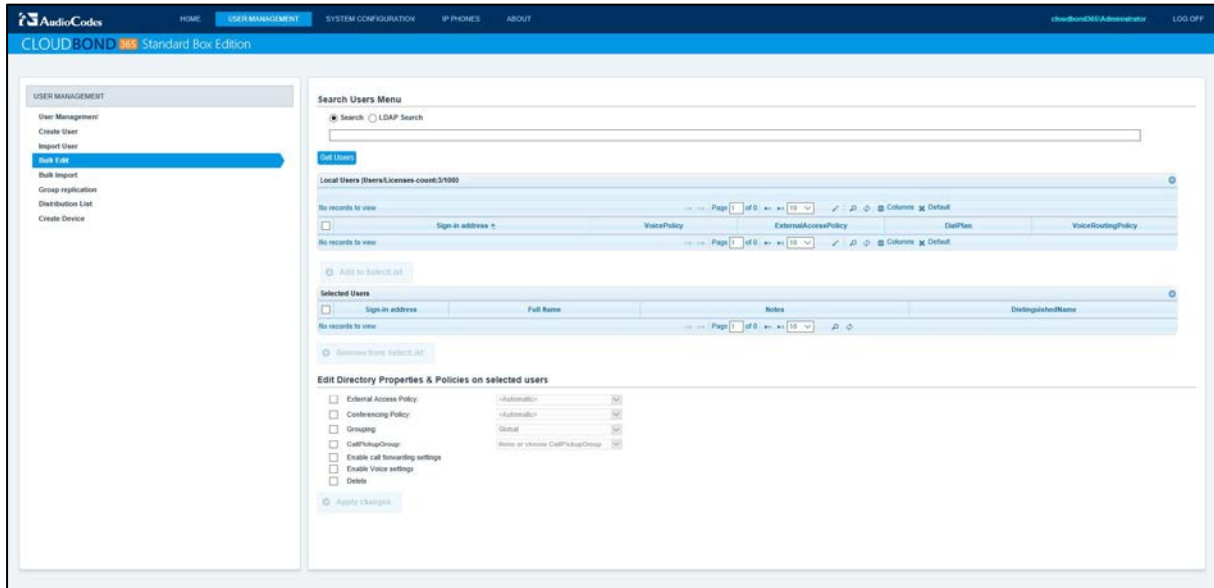 AudioCodes HOME USER MANAGEMENT SYSTEM CONFIGURATION IP PHONES ABOUT cloudbond365\Administrator LOG OFF
CLOUDBOND 365 Standard Box Edition
USER MANAGEMENT
User Management
Create User
Import User
Bulk Edit
Bulk Import
Group replication
Distribution List
Create Device
Search Users Menu
Search LDAP Search
Get Users
Local Users (Users/Licenses-count:3/1000
No records to view Page 1 of 0 10 Columns Default
Sign-in address VoicePolicy ExternalAccessPolicy DialPlan VoiceRoutingPolicy
No records to view Page 1 of 0 10 Columns Default
Add to SelectList
Selected Users
Sign-in address Full Name Notes DistinguishedName
No records to view Page 1 of 0 10
Remove from SelectList
Edit Directory Properties & Policies on selected users
External Access Policy: <Automatic>
Conferencing Policy: <Automatic>
Grouping: Global
CallPickupGroup: None or choose CallPickupGroup
Enable call forwarding settings
Enable Voice settings
Delete
Apply changes